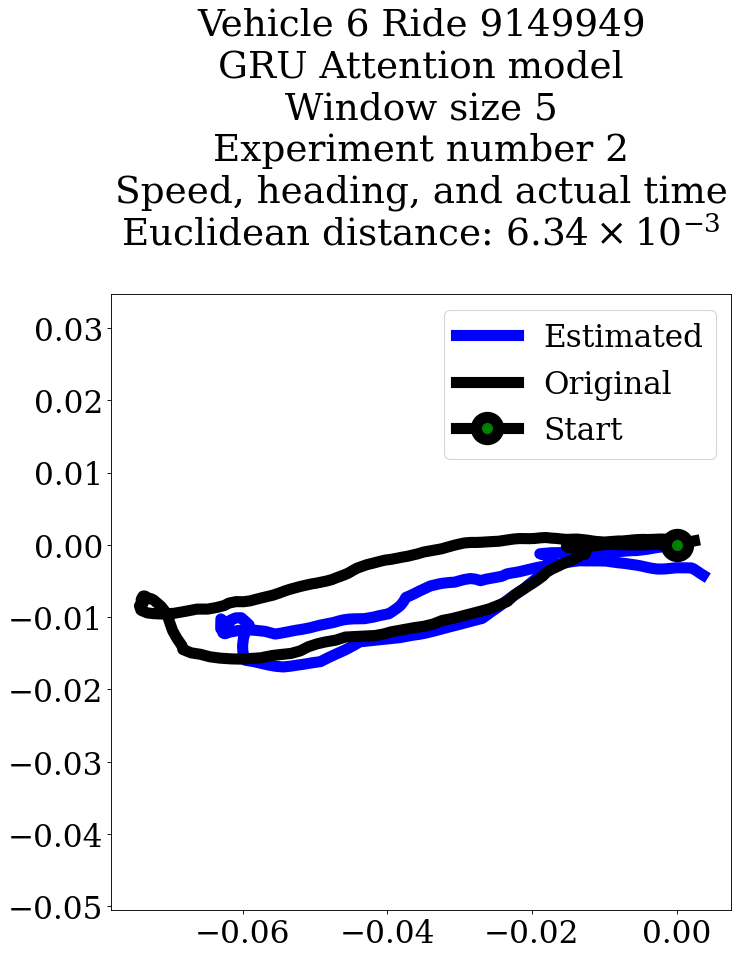 Vehicle 6 Ride 9149949
GRU Attention model
Window size 5
Experiment number 2
Speed, heading, and actual time
Euclidean distance: 6.34 × 10⁻³
Estimated
Original
Start
0.03
0.02
0.01
0.00
−0.01
−0.02
−0.03
−0.04
−0.05
−0.06 −0.04 −0.02 0.00